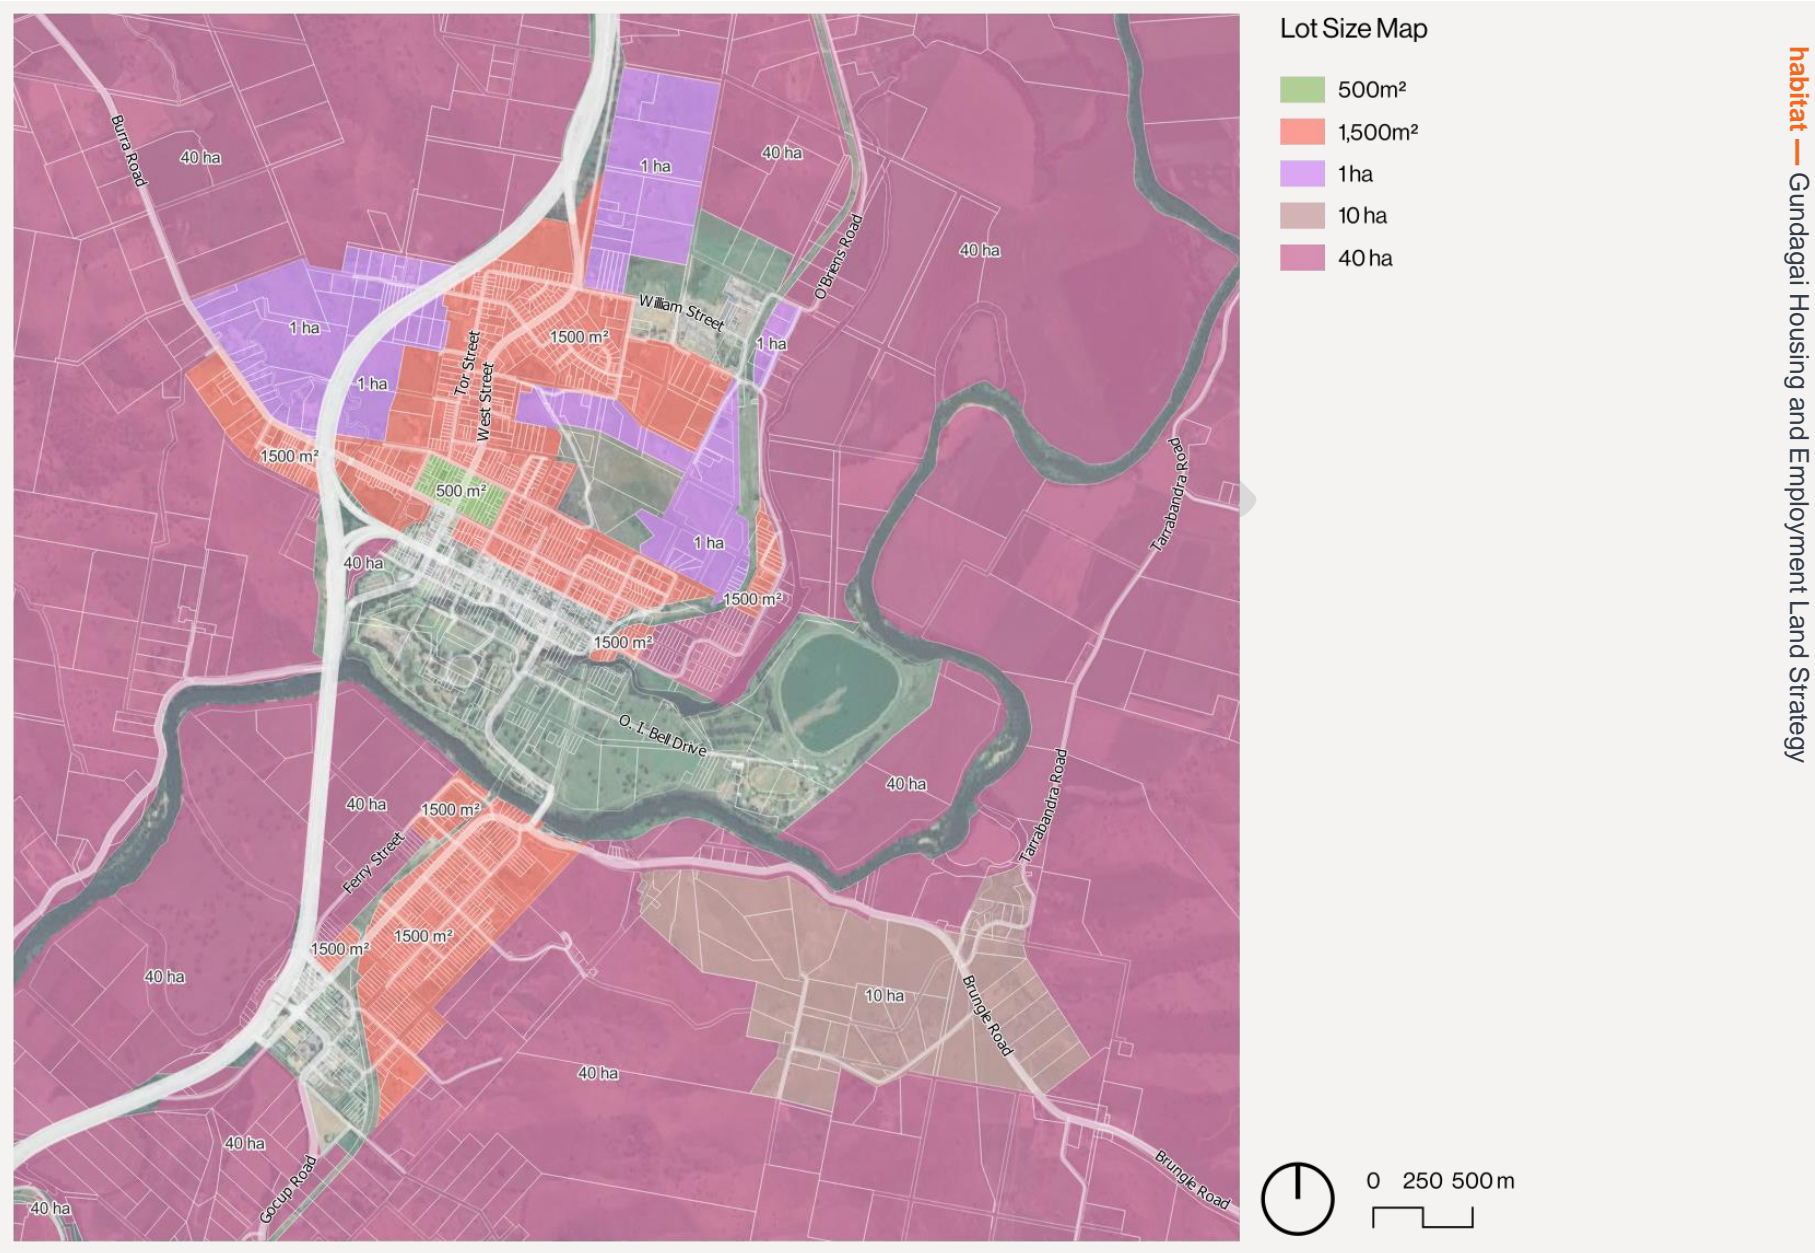 Lot Size Map
500m²
1,500m²
1ha
10 ha
40 ha
habitat — Gundagai Housing and Employment Land Strategy
Burra Road
40 ha
1 ha
40 ha
O'Briens Road
40 ha
William Street
1 ha
1500 m²
1 ha
Tor Street
West Street
1 ha
1500 m²
500 m²
Tarrabandra Road
1 ha
40 ha
1500 m²
1500 m²
O. I. Bell Drive
40 ha
40 ha
1500 m²
Tarrabandra Road
Ferry Street
1500 m²
1500 m²
40 ha
10 ha
Brungle Road
40 ha
40 ha
Gocup Road
Brungle Road
40 ha
0 250 500 m